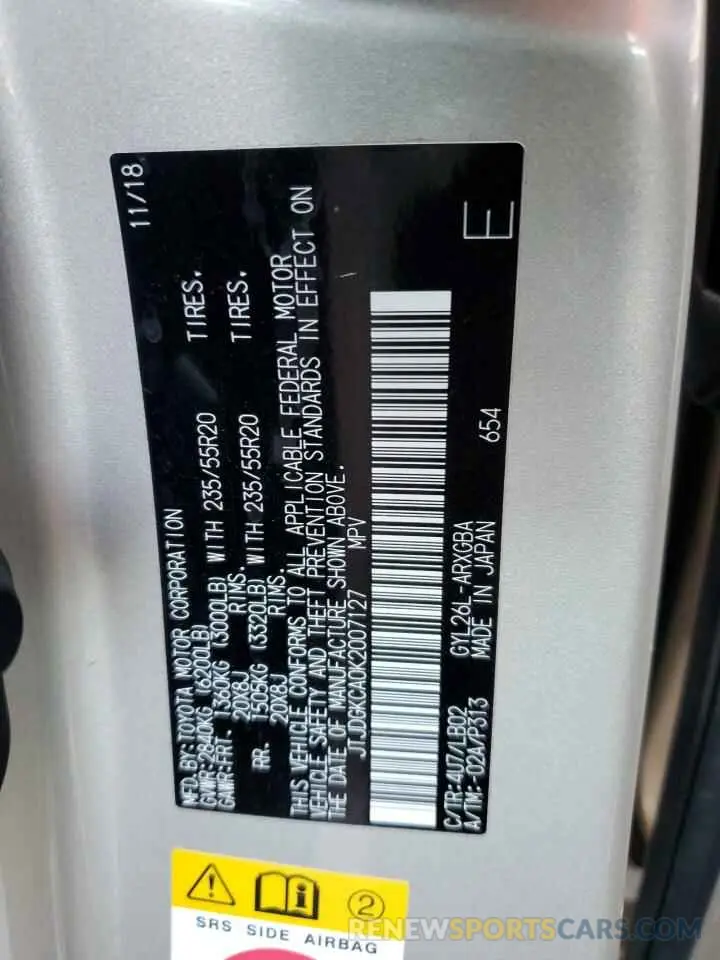 MFD. BY: TOYOTA MOTOR CORPORATION 11/18
GVWR: 2840KG (6200LB)
GAWR: FRT. 1360KG (3000LB) WITH 235/55R20 TIRES.
20X8J RIMS.
RR. 1505KG (3320LB) WITH 235/55R20 TIRES.
20X8J RIMS.
THIS VEHICLE CONFORMS TO ALL APPLICABLE FEDERAL MOTOR
VEHICLE SAFETY AND THEFT PREVENTION STANDARDS IN EFFECT ON
THE DATE OF MANUFACTURE SHOWN ABOVE.
JTJDGKCA0K2007127 MPV
C/TR: 4U7/LB02 GYL26L-ARXGBA 654
A/TM: -02A/P313 MADE IN JAPAN E
2
SRS SIDE AIRBAG
RENEWSPORTSCARS.COM